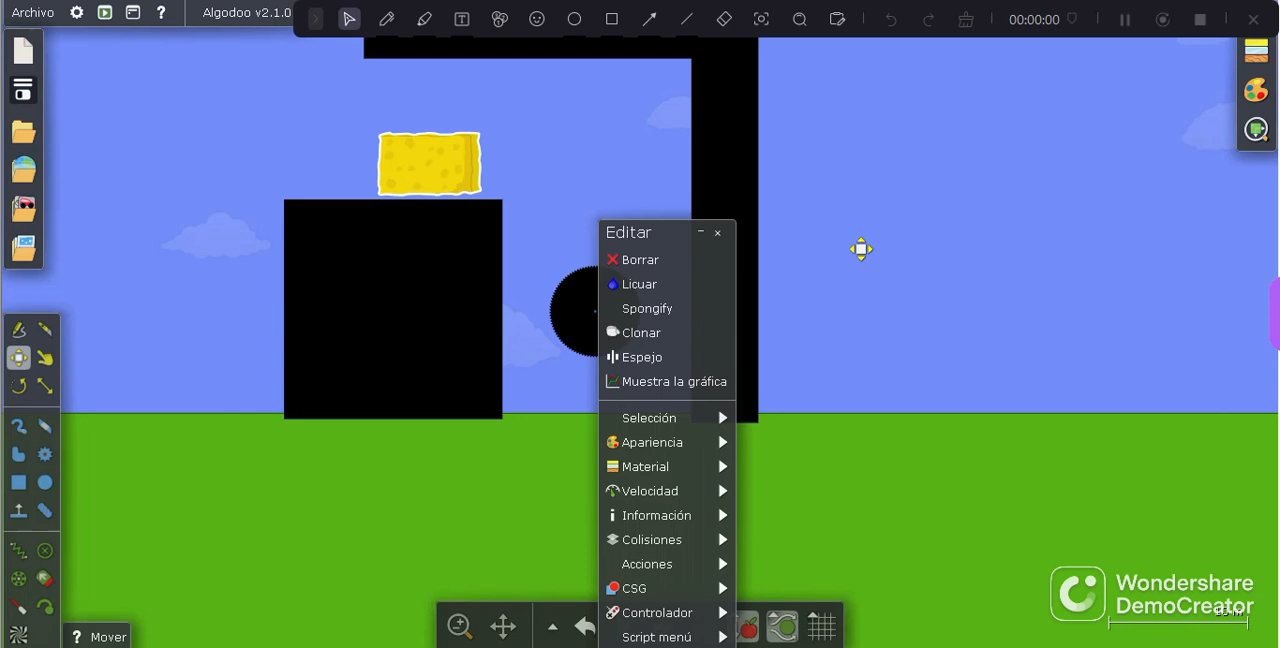 Archivo
Algodoo v2.1.0
00:00:00
Editar
Borrar
Licuar
Spongify
Clonar
Espejo
Muestra la gráfica
Selección
Apariencia
Material
Velocidad
Información
Colisiones
Acciones
CSG
Controlador
Script menú
Mover
Wondershare
DemoCreator